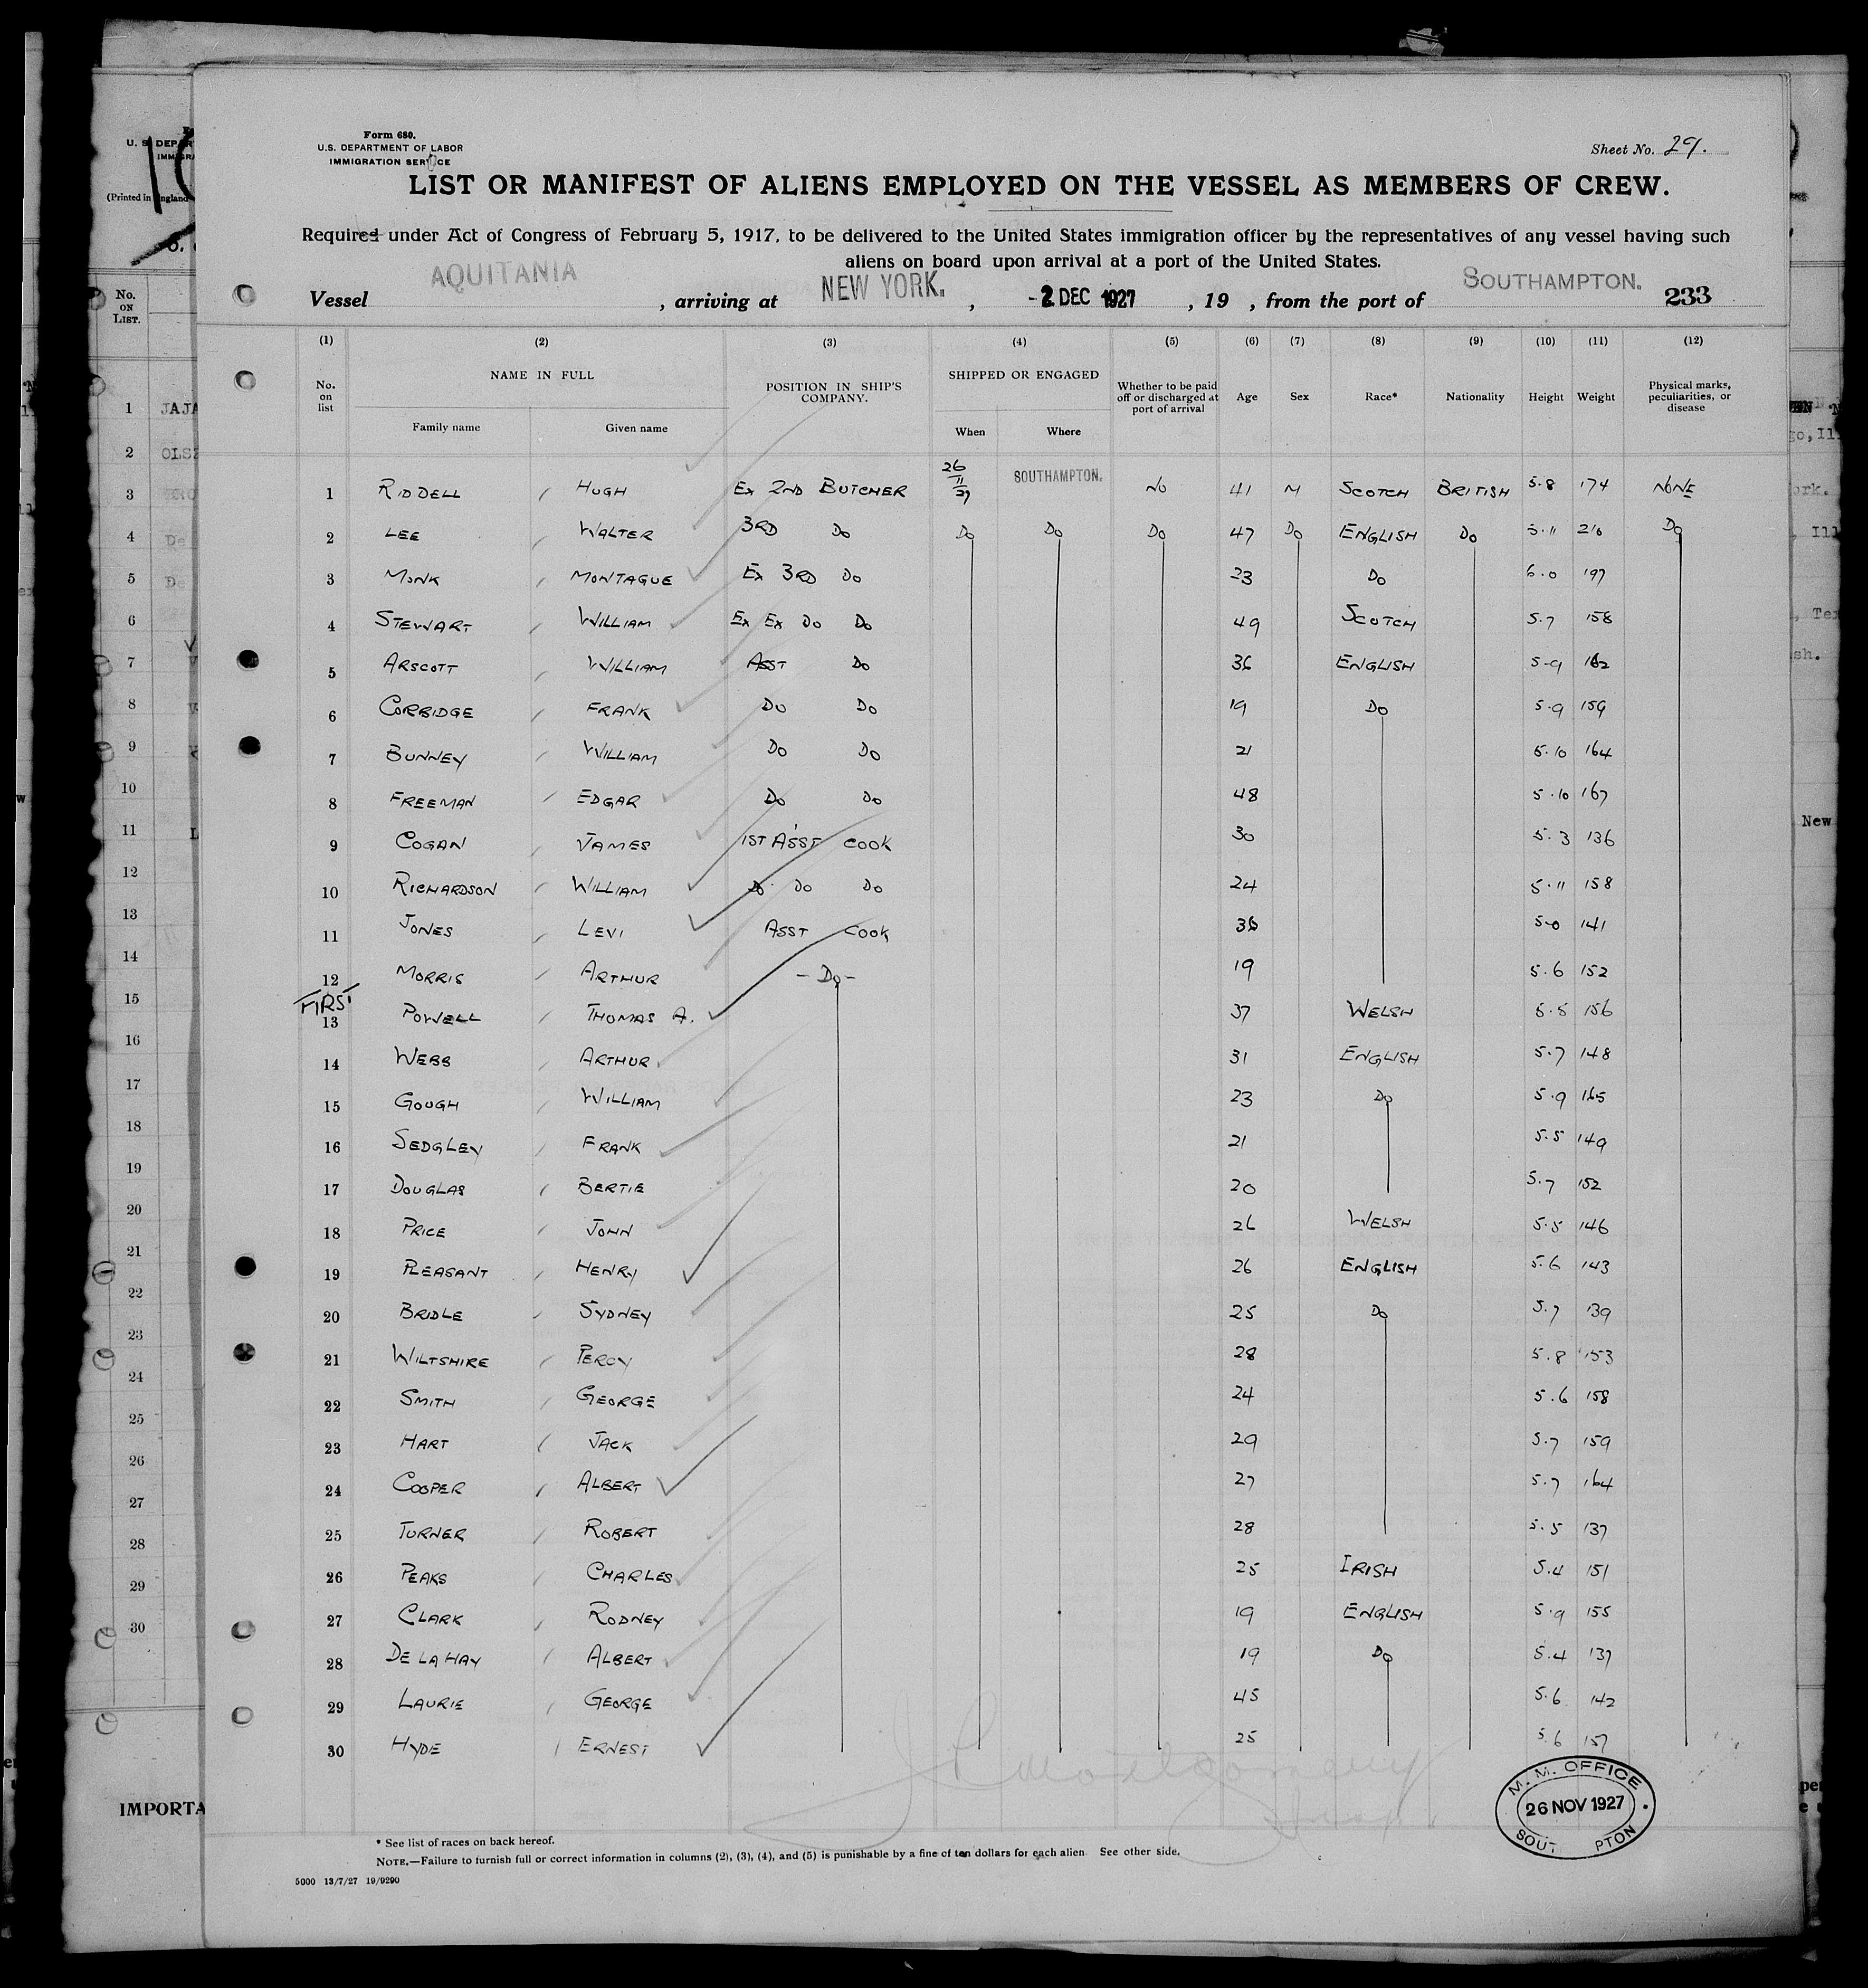 Form 680.
U.S. DEPARTMENT OF LABOR
IMMIGRATION SERVICE
Sheet No. 29.
LIST OR MANIFEST OF ALIENS EMPLOYED ON THE VESSEL AS MEMBERS OF CREW.
Required under Act of Congress of February 5, 1917, to be delivered to the United States immigration officer by the representatives of any vessel having such
aliens on board upon arrival at a port of the United States.
Vessel AQUITANIA, arriving at NEW YORK., - 2 DEC 1927, 19 , from the port of SOUTHAMPTON. 233
(1) (2) (3) (4) (5) (6) (7) (8) (9) (10) (11) (12)
No. on list NAME IN FULL POSITION IN SHIP'S COMPANY. SHIPPED OR ENGAGED Whether to be paid off or discharged at port of arrival Age Sex Race* Nationality Height Weight Physical marks, peculiarities, or disease
Family name Given name When Where
1 RIDDELL HUGH Ex 2ND BUTCHER 26/11/27 SOUTHAMPTON. NO 41 M SCOTCH BRITISH 5.8 174 NONE
2 LEE WALTER 3RD Do Do Do Do 47 Do ENGLISH Do 5.11 216 Do
3 MONK MONTAGUE Ex 3RD Do 23 Do 6.0 197
4 STEWART WILLIAM Ex Ex Do Do 49 SCOTCH 5.7 158
5 ARSCOTT WILLIAM ASST Do 36 ENGLISH 5.9 162
6 CORBIDGE FRANK Do Do 19 Do 5.9 159
7 BUNNEY WILLIAM Do Do 21 5.10 164
8 FREEMAN EDGAR Do Do 48 5.10 167
9 COGAN JAMES 1ST ASST COOK 30 5.3 136
10 RICHARDSON WILLIAM Do Do Do 24 5.11 158
11 JONES LEVI ASST COOK 36 5.0 141
12 MORRIS ARTHUR - Do - 19 5.6 152
FIRST
13 POWELL THOMAS A. 37 WELSH 5.5 156
14 WEBB ARTHUR 31 ENGLISH 5.7 148
15 GOUGH WILLIAM 23 Do 5.9 165
16 SEDGLEY FRANK 21 5.5 149
17 DOUGLAS BERTIE 20 5.7 152
18 PRICE JOHN 26 WELSH 5.5 146
19 PLEASANT HENRY 26 ENGLISH 5.6 143
20 BRIDLE SYDNEY 25 Do 5.7 139
21 WILTSHIRE PERCY 28 5.8 153
22 SMITH GEORGE 24 5.6 158
23 HART JACK 29 5.7 159
24 COOPER ALBERT 27 5.7 164
25 TURNER ROBERT 28 5.5 137
26 PEAKS CHARLES 25 IRISH 5.4 151
27 CLARK RODNEY 19 ENGLISH 5.9 155
28 DE LA HAY ALBERT 19 Do 5.4 137
29 LAURIE GEORGE 45 5.6 142
30 HYDE ERNEST 25 5.6 157
M. M. OFFICE
26 NOV 1927
SOUT PTON
* See list of races on back hereof.
NOTE.—Failure to furnish full or correct information in columns (2), (3), (4), and (5) is punishable by a fine of ten dollars for each alien See other side.
5000 13/7/27 19/9290
IMPORTA